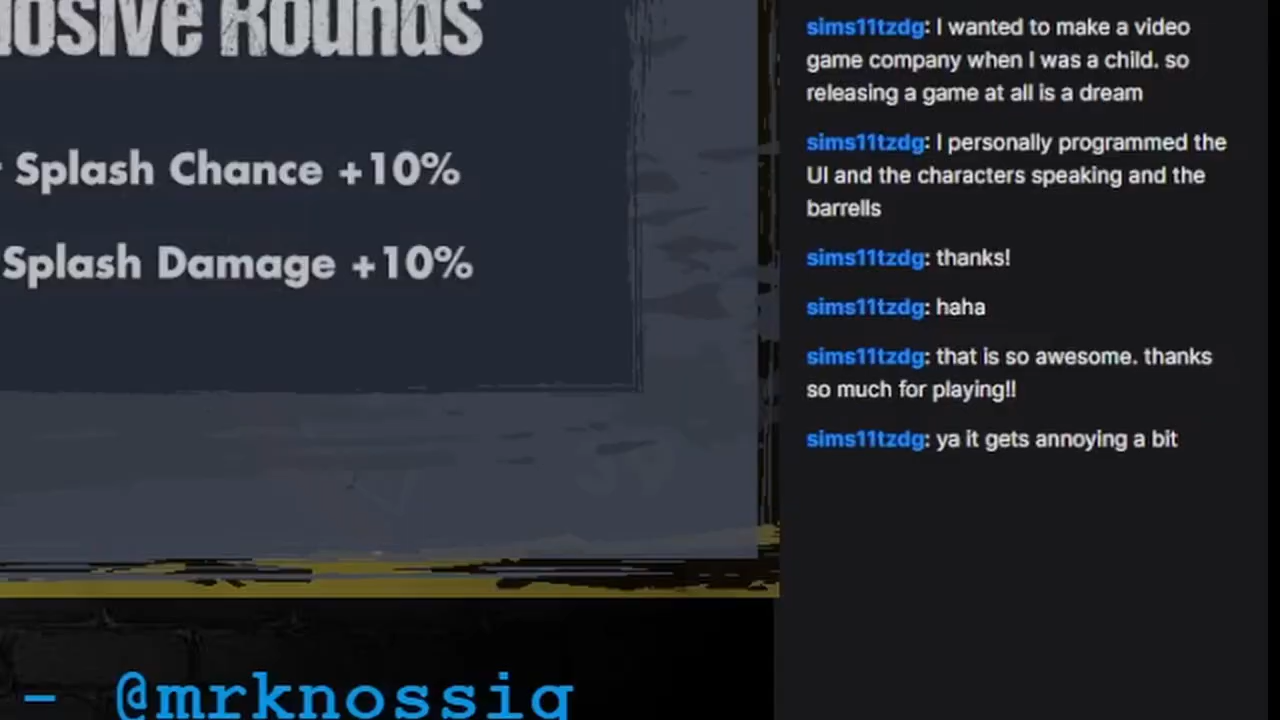 Rounds
Splash Chance +10%
Splash Damage +10%
- @mrknossig
sims11tzdg: I wanted to make a video
game company when I was a child. so
releasing a game at all is a dream
sims11tzdg: I personally programmed the
UI and the characters speaking and the
barrells
sims11tzdg: thanks!
sims11tzdg: haha
sims11tzdg: that is so awesome. thanks
so much for playing!!
sims11tzdg: ya it gets annoying a bit